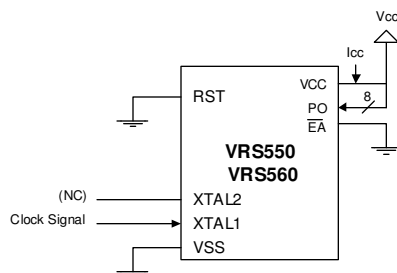 Vcc
Icc
VCC
RST
8
PO
EA
VRS550
VRS560
(NC)
XTAL2
Clock Signal
XTAL1
VSS